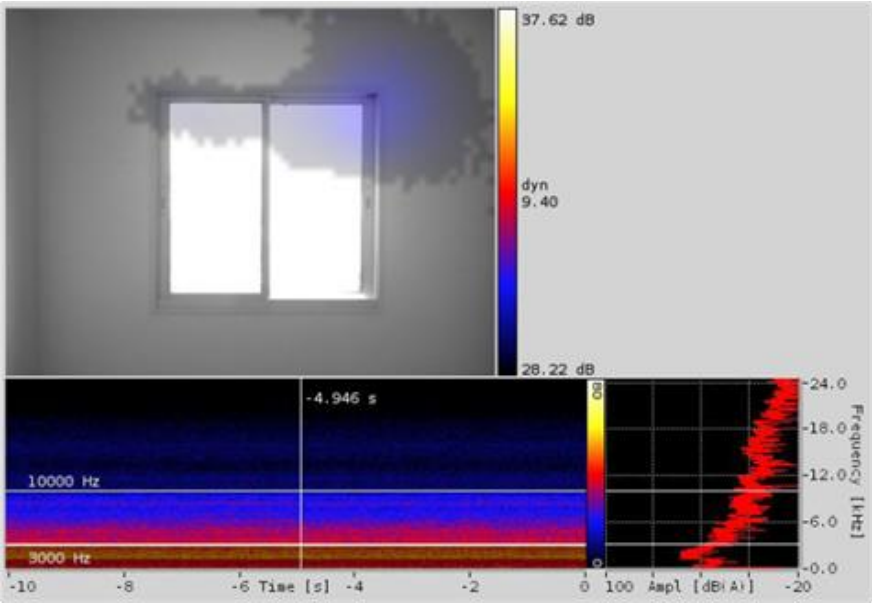 37.62 dB
dyn
9.40
28.22 dB
-4.946 s
10000 Hz
3000 Hz
80
0
-24.0
-18.0
-12.0
-6.0
-0.0
Frequency [kHz]
-10
-8
-6
Time [s]
-4
-2
0
100
Ampl [dB(A)]
-20